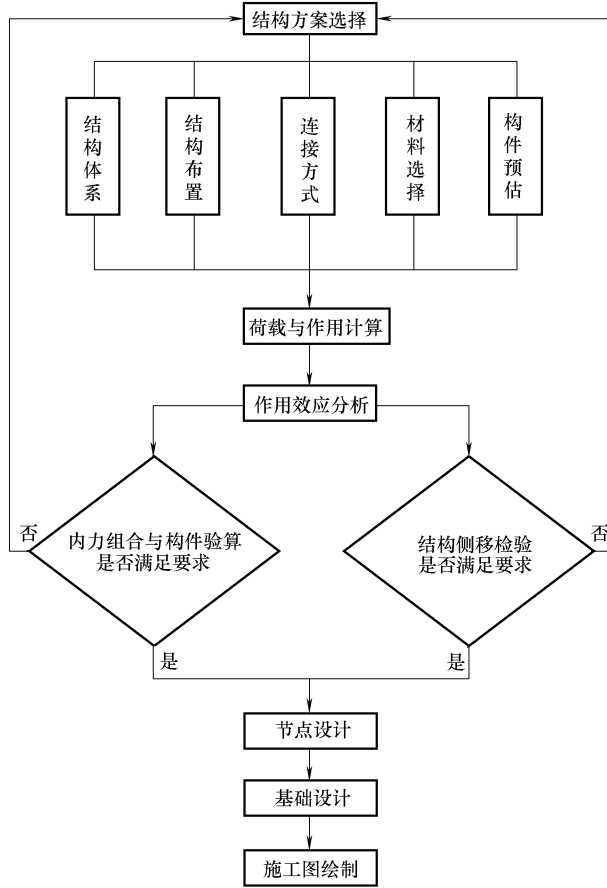 结构方案选择
结构体系
结构布置
连接方式
材料选择
构件预估
荷载与作用计算
作用效应分析
否
内力组合与构件验算
是否满足要求
结构侧移检验
是否满足要求
否
是
是
节点设计
基础设计
施工图绘制